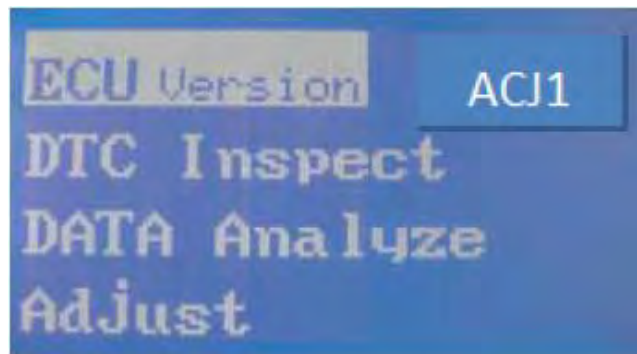 ECU Version ACJ1
DTC Inspect
DATA Analyze
Adjust